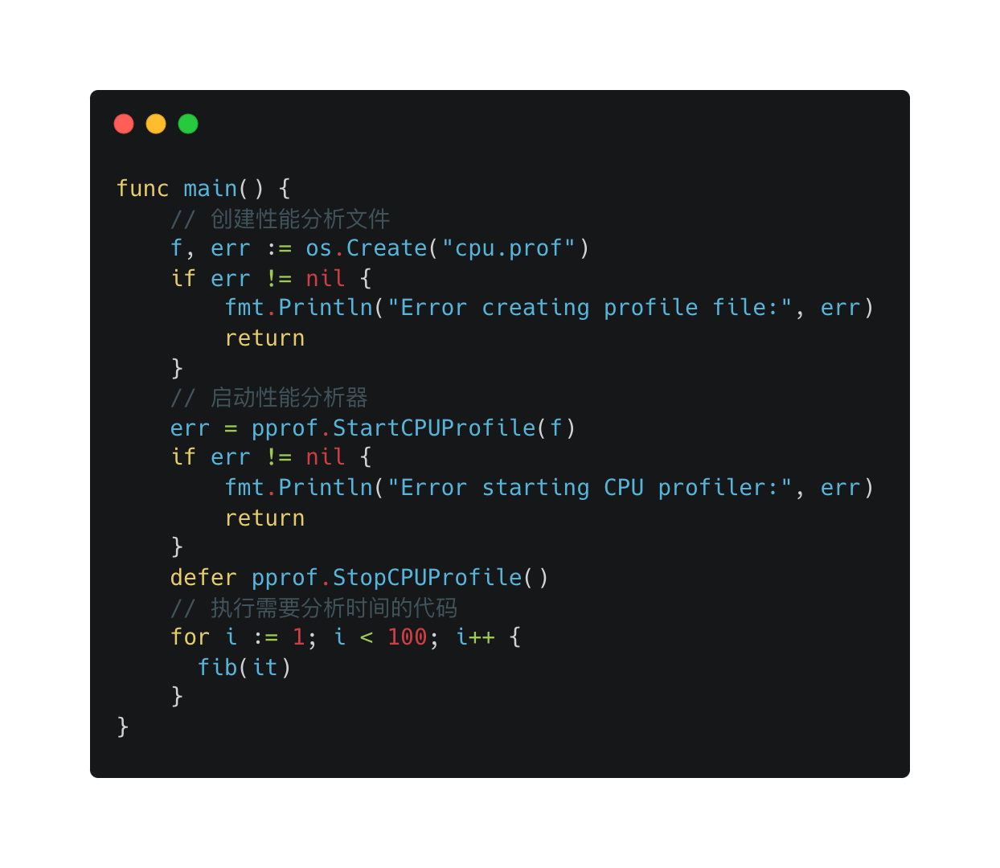 func main() {
    // 创建性能分析文件
    f, err := os.Create("cpu.prof")
    if err != nil {
        fmt.Println("Error creating profile file:", err)
        return
    }
    // 启动性能分析器
    err = pprof.StartCPUProfile(f)
    if err != nil {
        fmt.Println("Error starting CPU profiler:", err)
        return
    }
    defer pprof.StopCPUProfile()
    // 执行需要分析时间的代码
    for i := 1; i < 100; i++ {
      fib(it)
    }
}